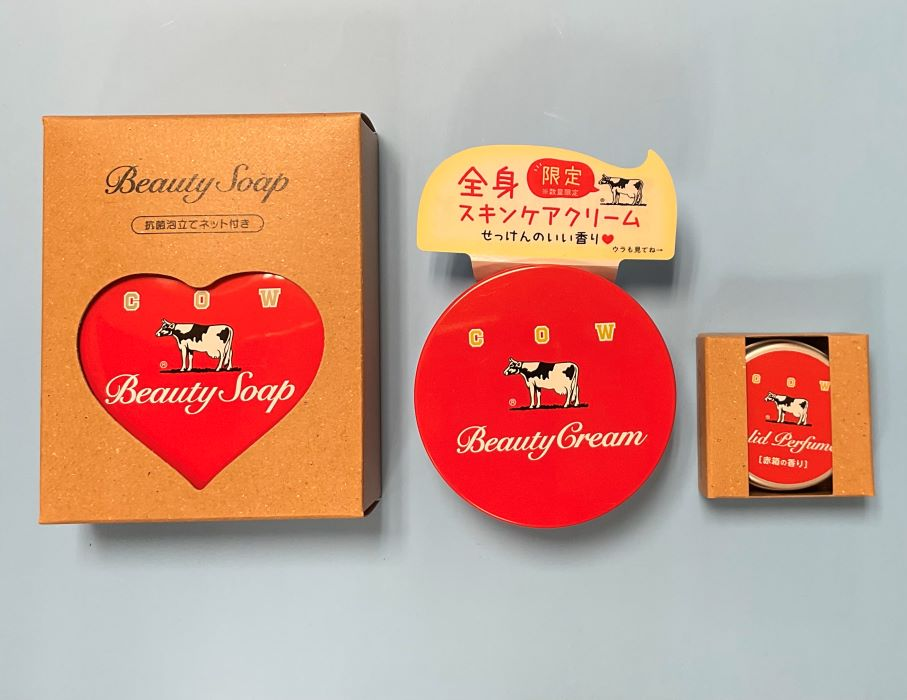 Beauty Soap
抗菌泡立てネット付き
COW
®
Beauty Soap
全身
限定
※数量限定
スキンケアクリーム
せっけんのいい香り♥
ウラも見てね→
COW
®
Beauty Cream
COW
®
lid Perfume
[赤箱の香り]